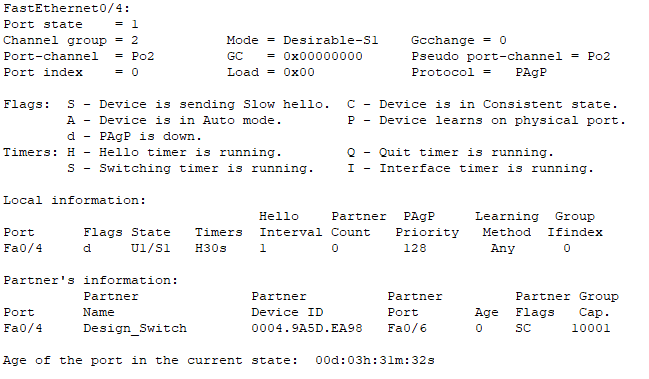 FastEthernet0/4:
Port state    = 1
Channel group = 2           Mode = Desirable-Sl    Gcchange = 0
Port-channel  = Po2         GC   = 0x00000000      Pseudo port-channel = Po2
Port index    = 0           Load = 0x00            Protocol =   PAgP
Flags:  S - Device is sending Slow hello.  C - Device is in Consistent state.
        A - Device is in Auto mode.        P - Device learns on physical port.
        d - PAgP is down.
Timers: H - Hello timer is running.        Q - Quit timer is running.
        S - Switching timer is running.    I - Interface timer is running.
Local information:
                                Hello    Partner  PAgP     Learning  Group
Port      Flags State   Timers  Interval Count   Priority   Method  Ifindex
Fa0/4     d     U1/S1   H30s    1        0        128        Any      0
Partner's information:
          Partner              Partner          Partner         Partner Group
Port      Name                 Device ID        Port       Age  Flags   Cap.
Fa0/4     Design_Switch        0004.9A5D.EA98   Fa0/6      0    SC      10001
Age of the port in the current state:  00d:03h:31m:32s